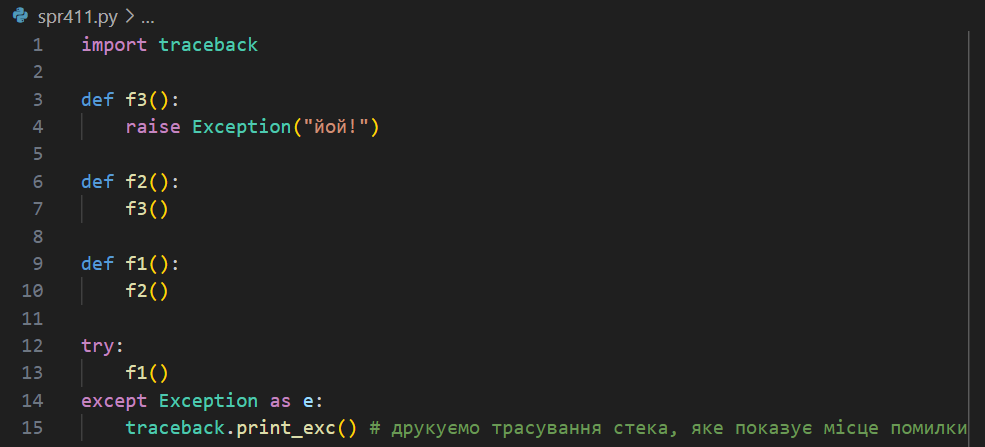 spr411.py > ...
1 import traceback
2
3 def f3():
4     raise Exception("йой!")
5
6 def f2():
7     f3()
8
9 def f1():
10     f2()
11
12 try:
13     f1()
14 except Exception as e:
15     traceback.print_exc() # друкуємо трасування стека, яке показує місце помилки